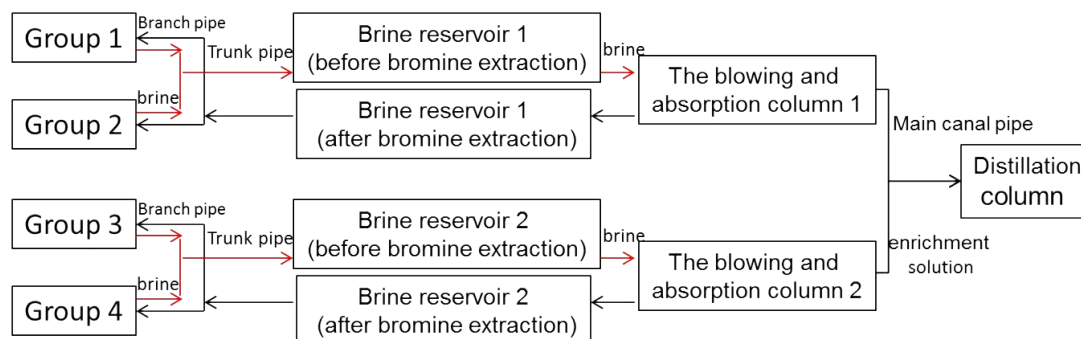 Branch pipe
Group 1
Trunk pipe
Brine reservoir 1
(before bromine extraction)
brine
The blowing and
absorption column 1
brine
Group 2
Brine reservoir 1
(after bromine extraction)
Main canal pipe
Distillation
column
Branch pipe
Group 3
Trunk pipe
Brine reservoir 2
(before bromine extraction)
brine
The blowing and
absorption column 2
enrichment
solution
brine
Group 4
Brine reservoir 2
(after bromine extraction)